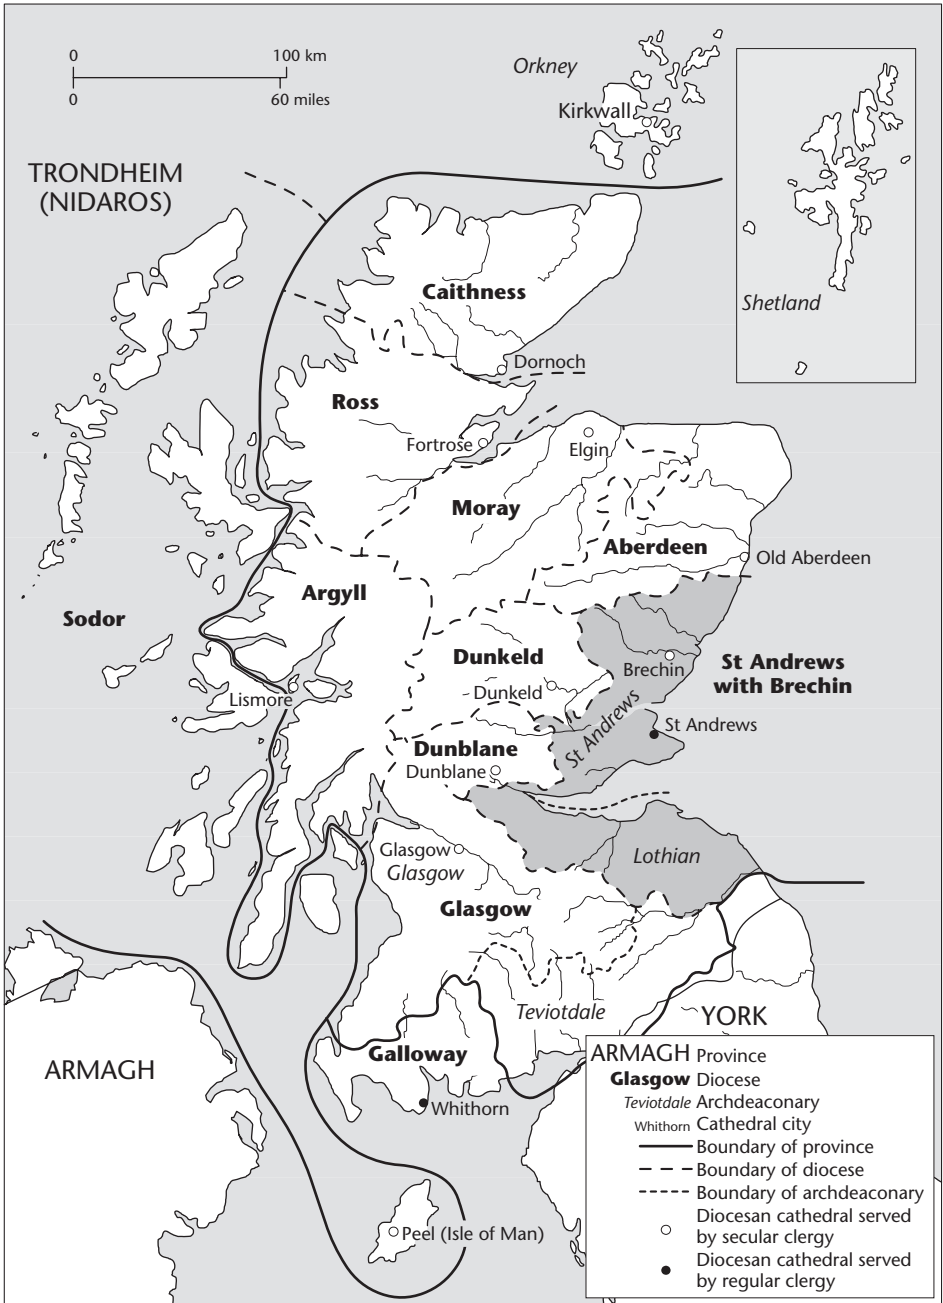 0 100 km
0 60 miles
Orkney
Kirkwall
TRONDHEIM
(NIDAROS)
Shetland
Caithness
Dornoch
Ross
Fortrose
Elgin
Moray
Aberdeen
Old Aberdeen
Argyll
Sodor
Dunkeld
Brechin
St Andrews
with Brechin
Lismore
Dunkeld
St Andrews
St Andrews
Dunblane
Dunblane
Glasgow
Glasgow
Lothian
Glasgow
Teviotdale
YORK
Galloway
ARMAGH
Whithorn
Peel (Isle of Man)
ARMAGH Province
Glasgow Diocese
Teviotdale Archdeaconary
Whithorn Cathedral city
Boundary of province
Boundary of diocese
Boundary of archdeaconary
Diocesan cathedral served
by secular clergy
Diocesan cathedral served
by regular clergy